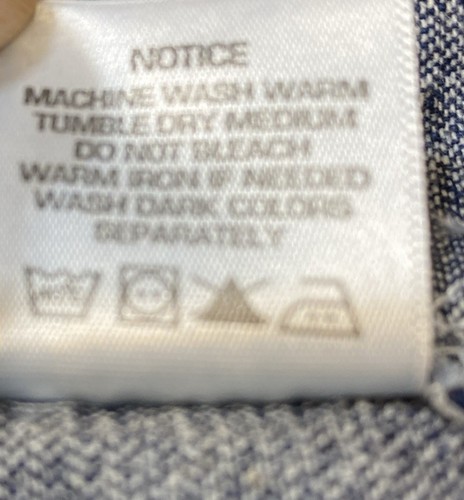 NOTICE
MACHINE WASH WARM
TUMBLE DRY MEDIUM
DO NOT BLEACH
WARM IRON IF NEEDED
WASH DARK COLORS
SEPARATELY